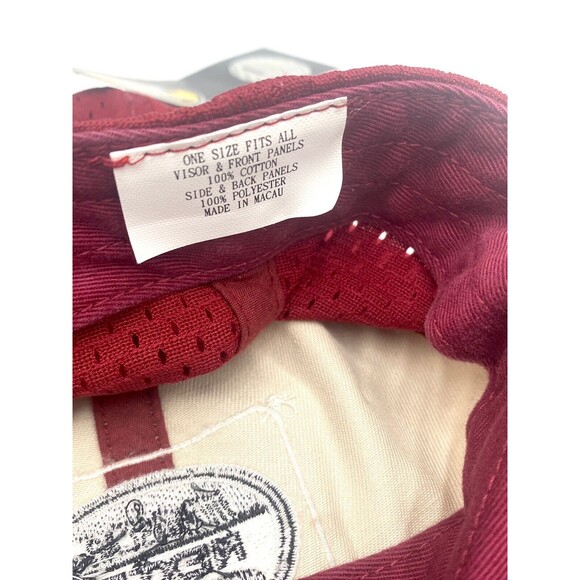 ONE SIZE FITS ALL
VISOR & FRONT PANELS
100% COTTON
SIDE & BACK PANELS
100% POLYESTER
MADE IN MACAU